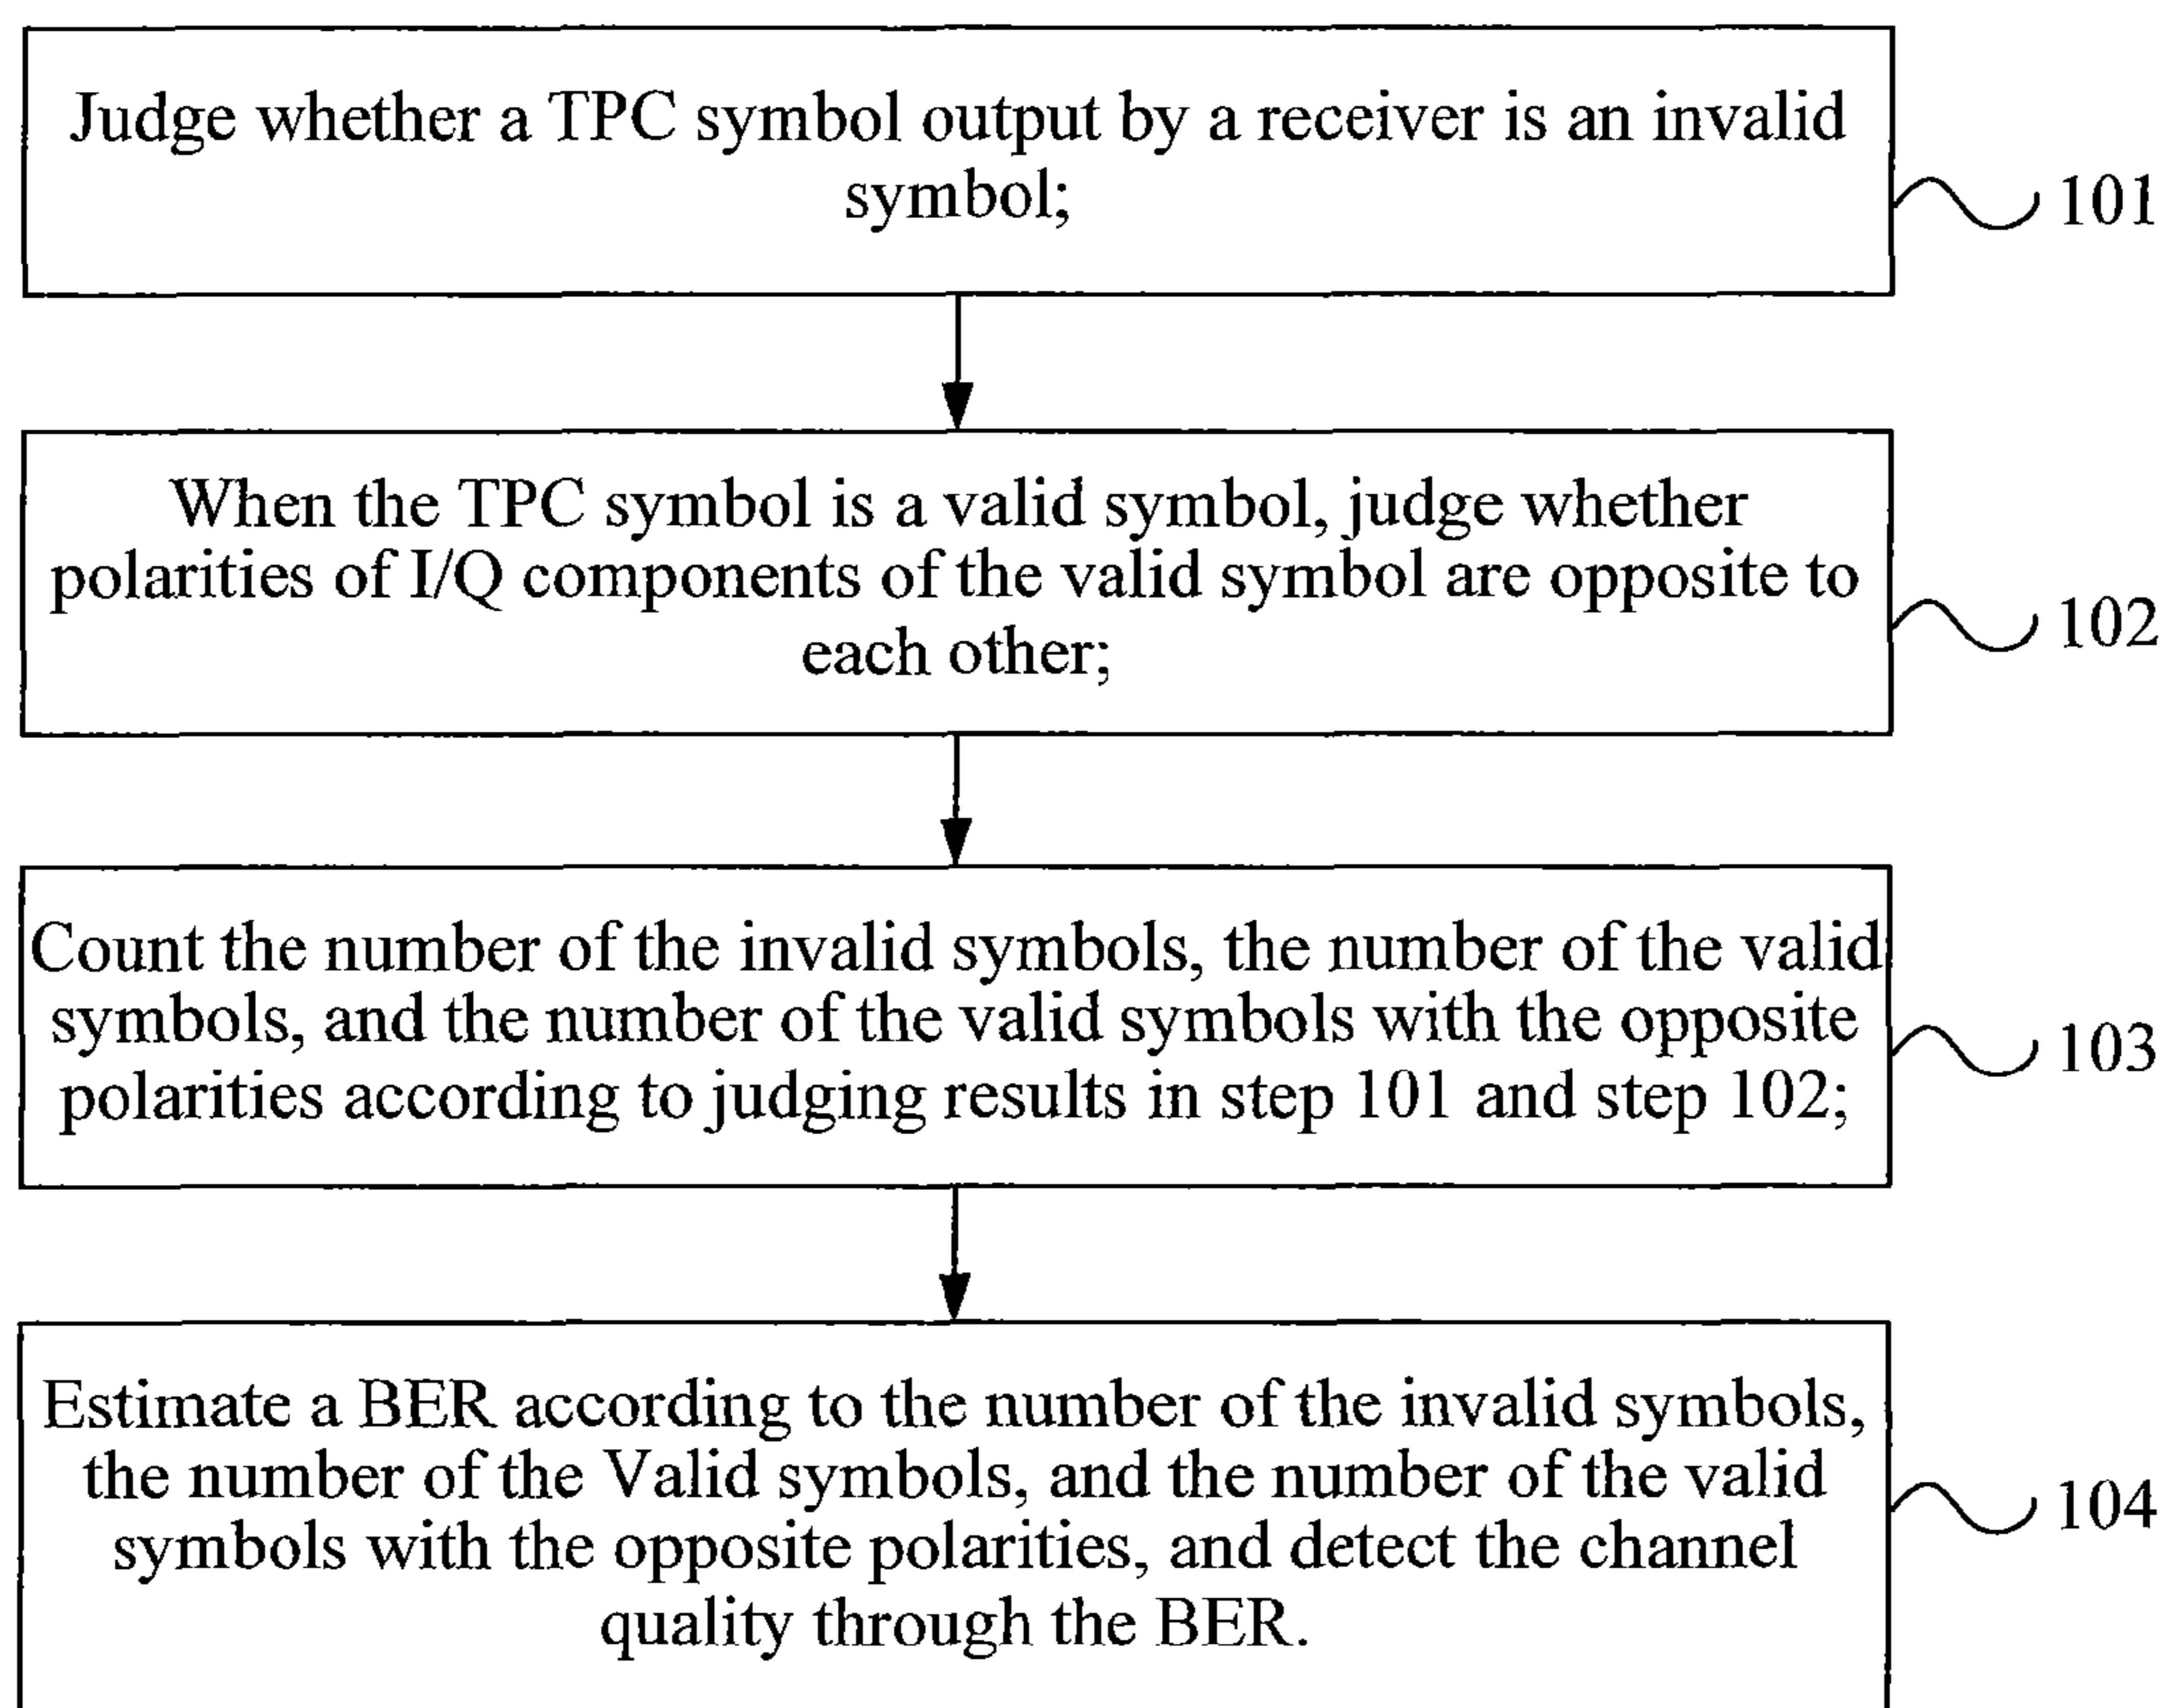 Judge whether a TPC symbol output by a receiver is an invalid
symbol;
101
When the TPC symbol is a valid symbol, judge whether
polarities of I/Q components of the valid symbol are opposite to
each other;
102
Count the number of the invalid symbols, the number of the valid
symbols, and the number of the valid symbols with the opposite
polarities according to judging results in step 101 and step 102;
103
Estimate a BER according to the number of the invalid symbols,
the number of the Valid symbols, and the number of the valid
symbols with the opposite polarities, and detect the channel
quality through the BER.
104